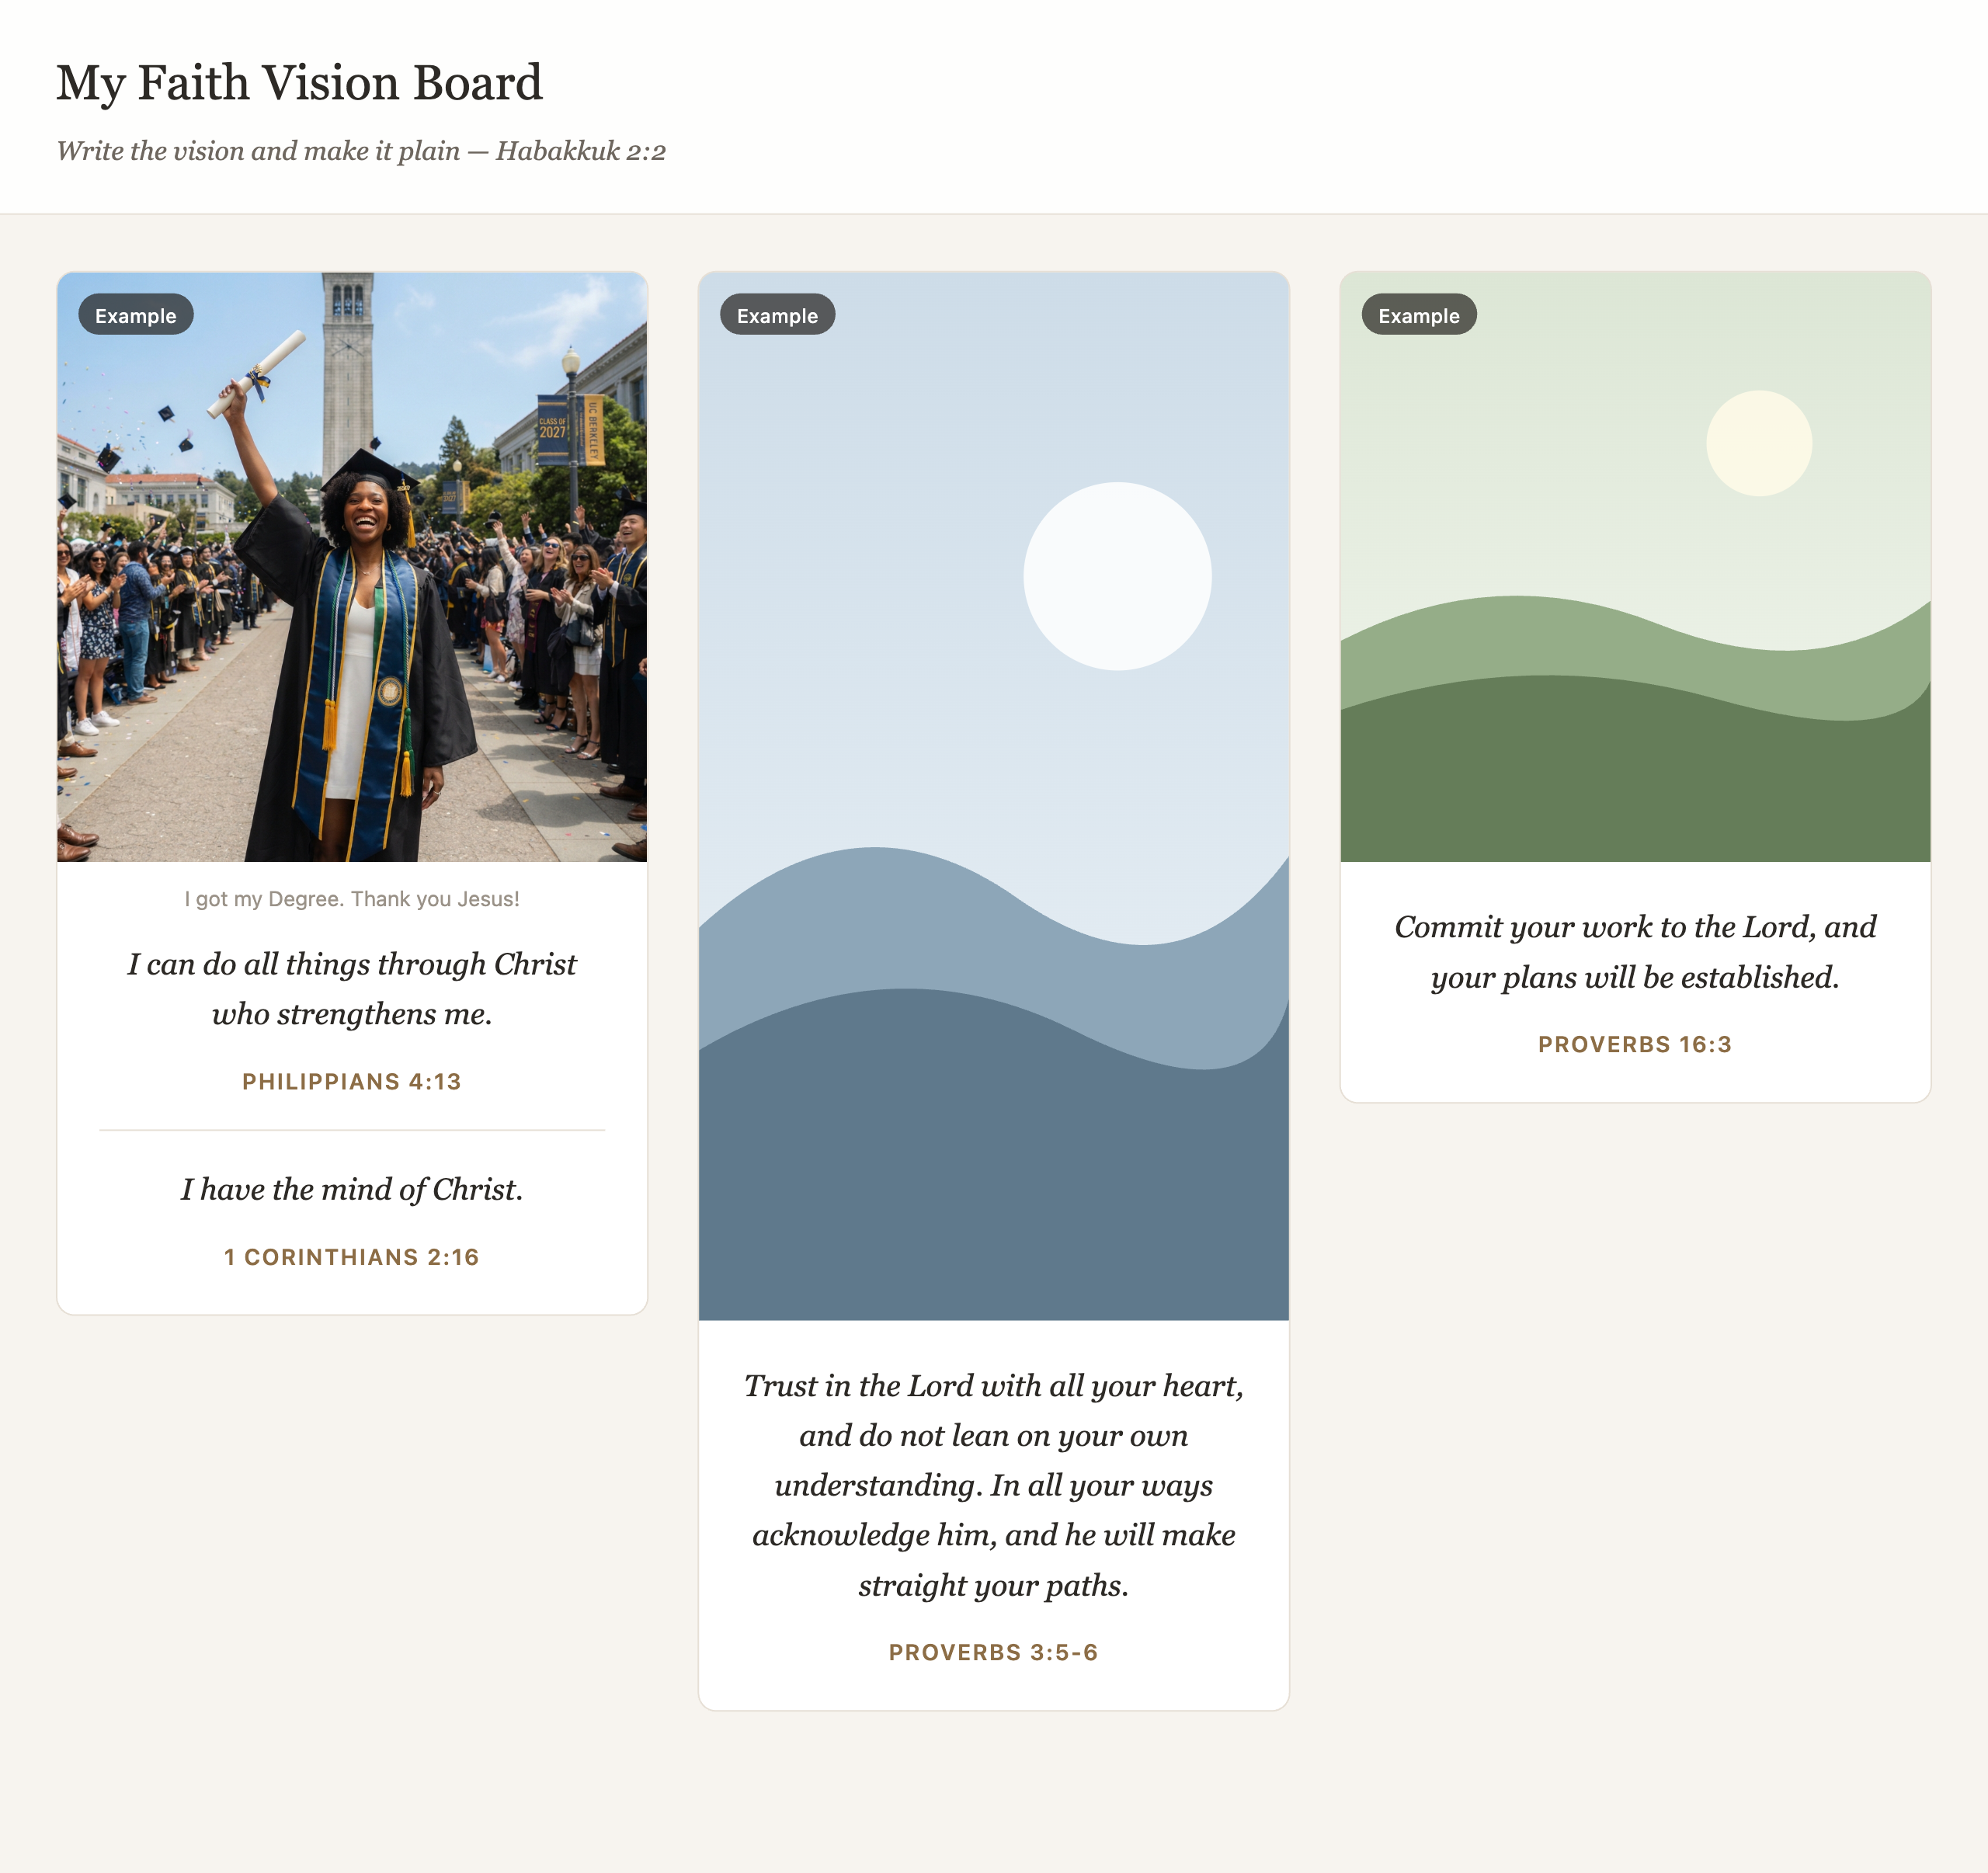 My Faith Vision Board
Write the vision and make it plain — Habakkuk 2:2
Example
CLASS OF
2027
UC BERKELEY
I got my Degree. Thank you Jesus!
I can do all things through Christ
who strengthens me.
PHILIPPIANS 4:13
I have the mind of Christ.
1 CORINTHIANS 2:16
Example
Trust in the Lord with all your heart,
and do not lean on your own
understanding. In all your ways
acknowledge him, and he will make
straight your paths.
PROVERBS 3:5-6
Example
Commit your work to the Lord, and
your plans will be established.
PROVERBS 16:3